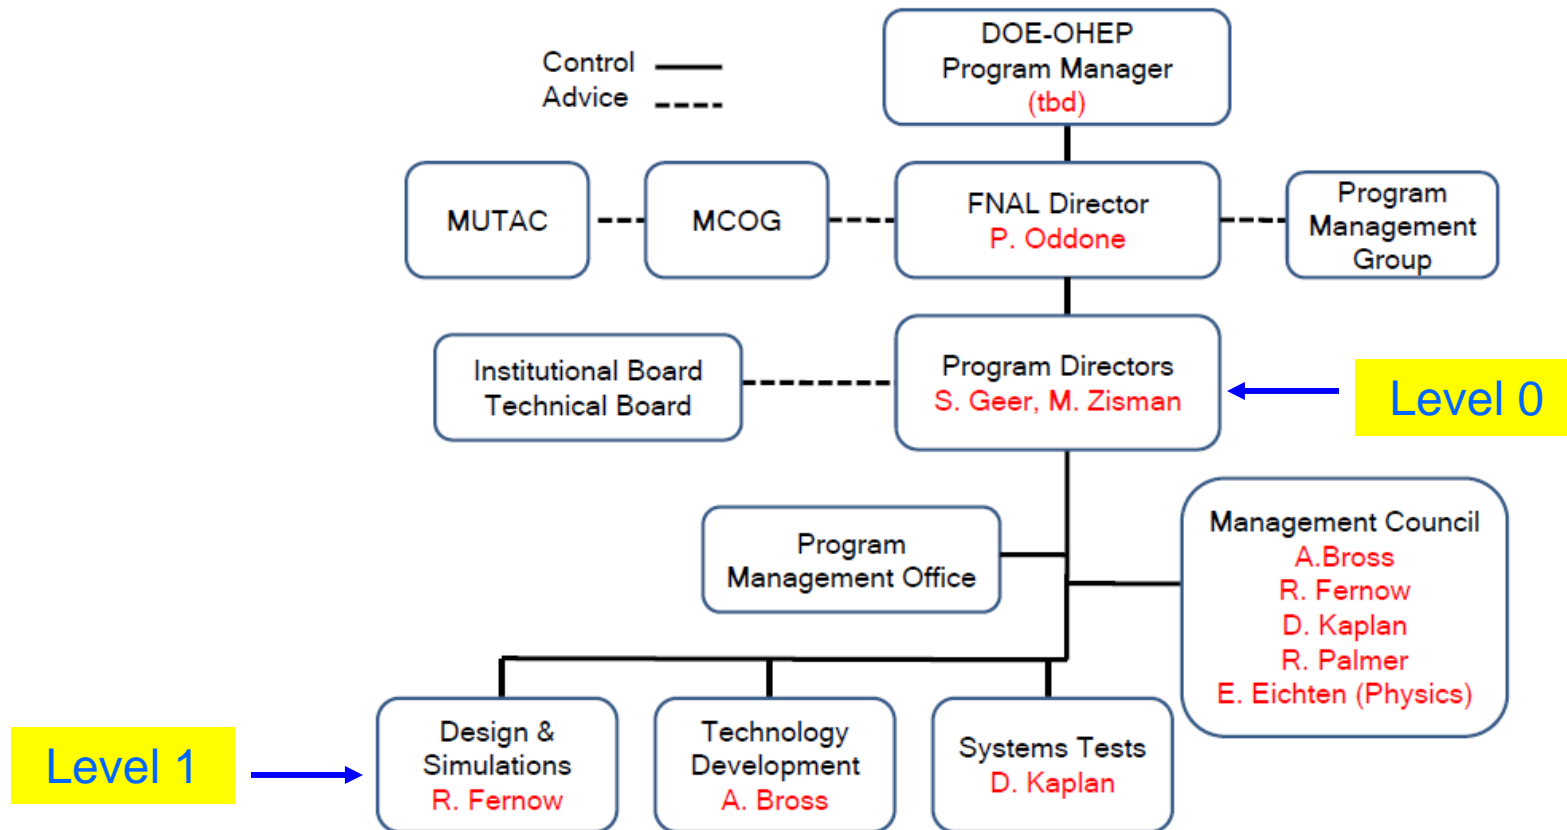 DOE-OHEP
Program Manager
(tbd)
Control
Advice
MUTAC
MCOG
FNAL Director
P. Oddone
Program
Management
Group
Institutional Board
Technical Board
Program Directors
S. Geer, M. Zisman
Level 0
Program
Management Office
Management Council
A.Bross
R. Fernow
D. Kaplan
R. Palmer
E. Eichten (Physics)
Level 1
Design &
Simulations
R. Fernow
Technology
Development
A. Bross
Systems Tests
D. Kaplan